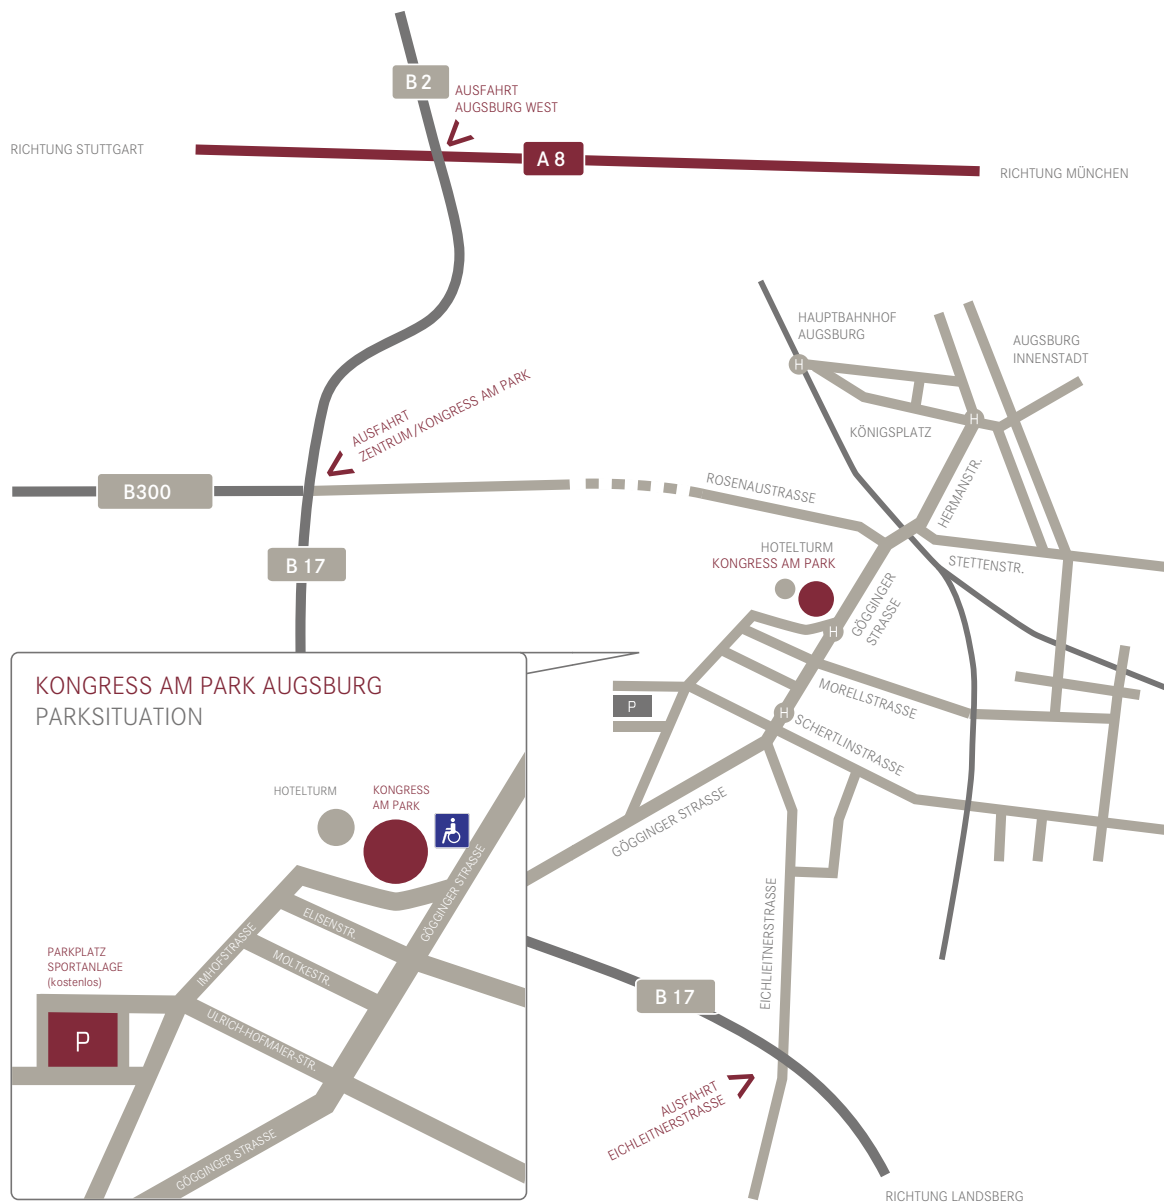 B 2
AUSFAHRT
AUGSBURG WEST
RICHTUNG STUTTGART
A 8
RICHTUNG MÜNCHEN
HAUPTBAHNHOF
AUGSBURG
AUGSBURG
INNENSTADT
H
H
KÖNIGSPLATZ
HERMANSTR.
AUSFAHRT
ZENTRUM/KONGRESS AM PARK
B300
ROSENAUSTRASSE
B 17
HOTELTURM
KONGRESS AM PARK
STETTENSTR.
GÖGGINGER
STRASSE
H
MORELLSTRASSE
P
H
SCHERTLINSTRASSE
GÖGGINGER STRASSE
EICHLIEITNERSTRASSE
B 17
AUSFAHRT
EICHLEITNERSTRASSE
RICHTUNG LANDSBERG
KONGRESS AM PARK AUGSBURG
PARKSITUATION
HOTELTURM
KONGRESS
AM PARK
GÖGGINGER STRASSE
ELISENSTR.
IMHOFSTRASSE
MOLTKESTR.
PARKPLATZ
SPORTANLAGE
(kostenlos)
P
ULRICH-HOFMAIER-STR.
GÖGGINGER STRASSE